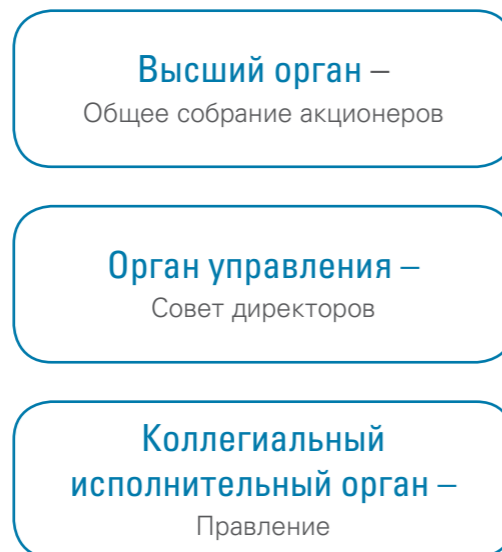 Высший орган –
Общее собрание акционеров
Орган управления –
Совет директоров
Коллегиальный
исполнительный орган –
Правление